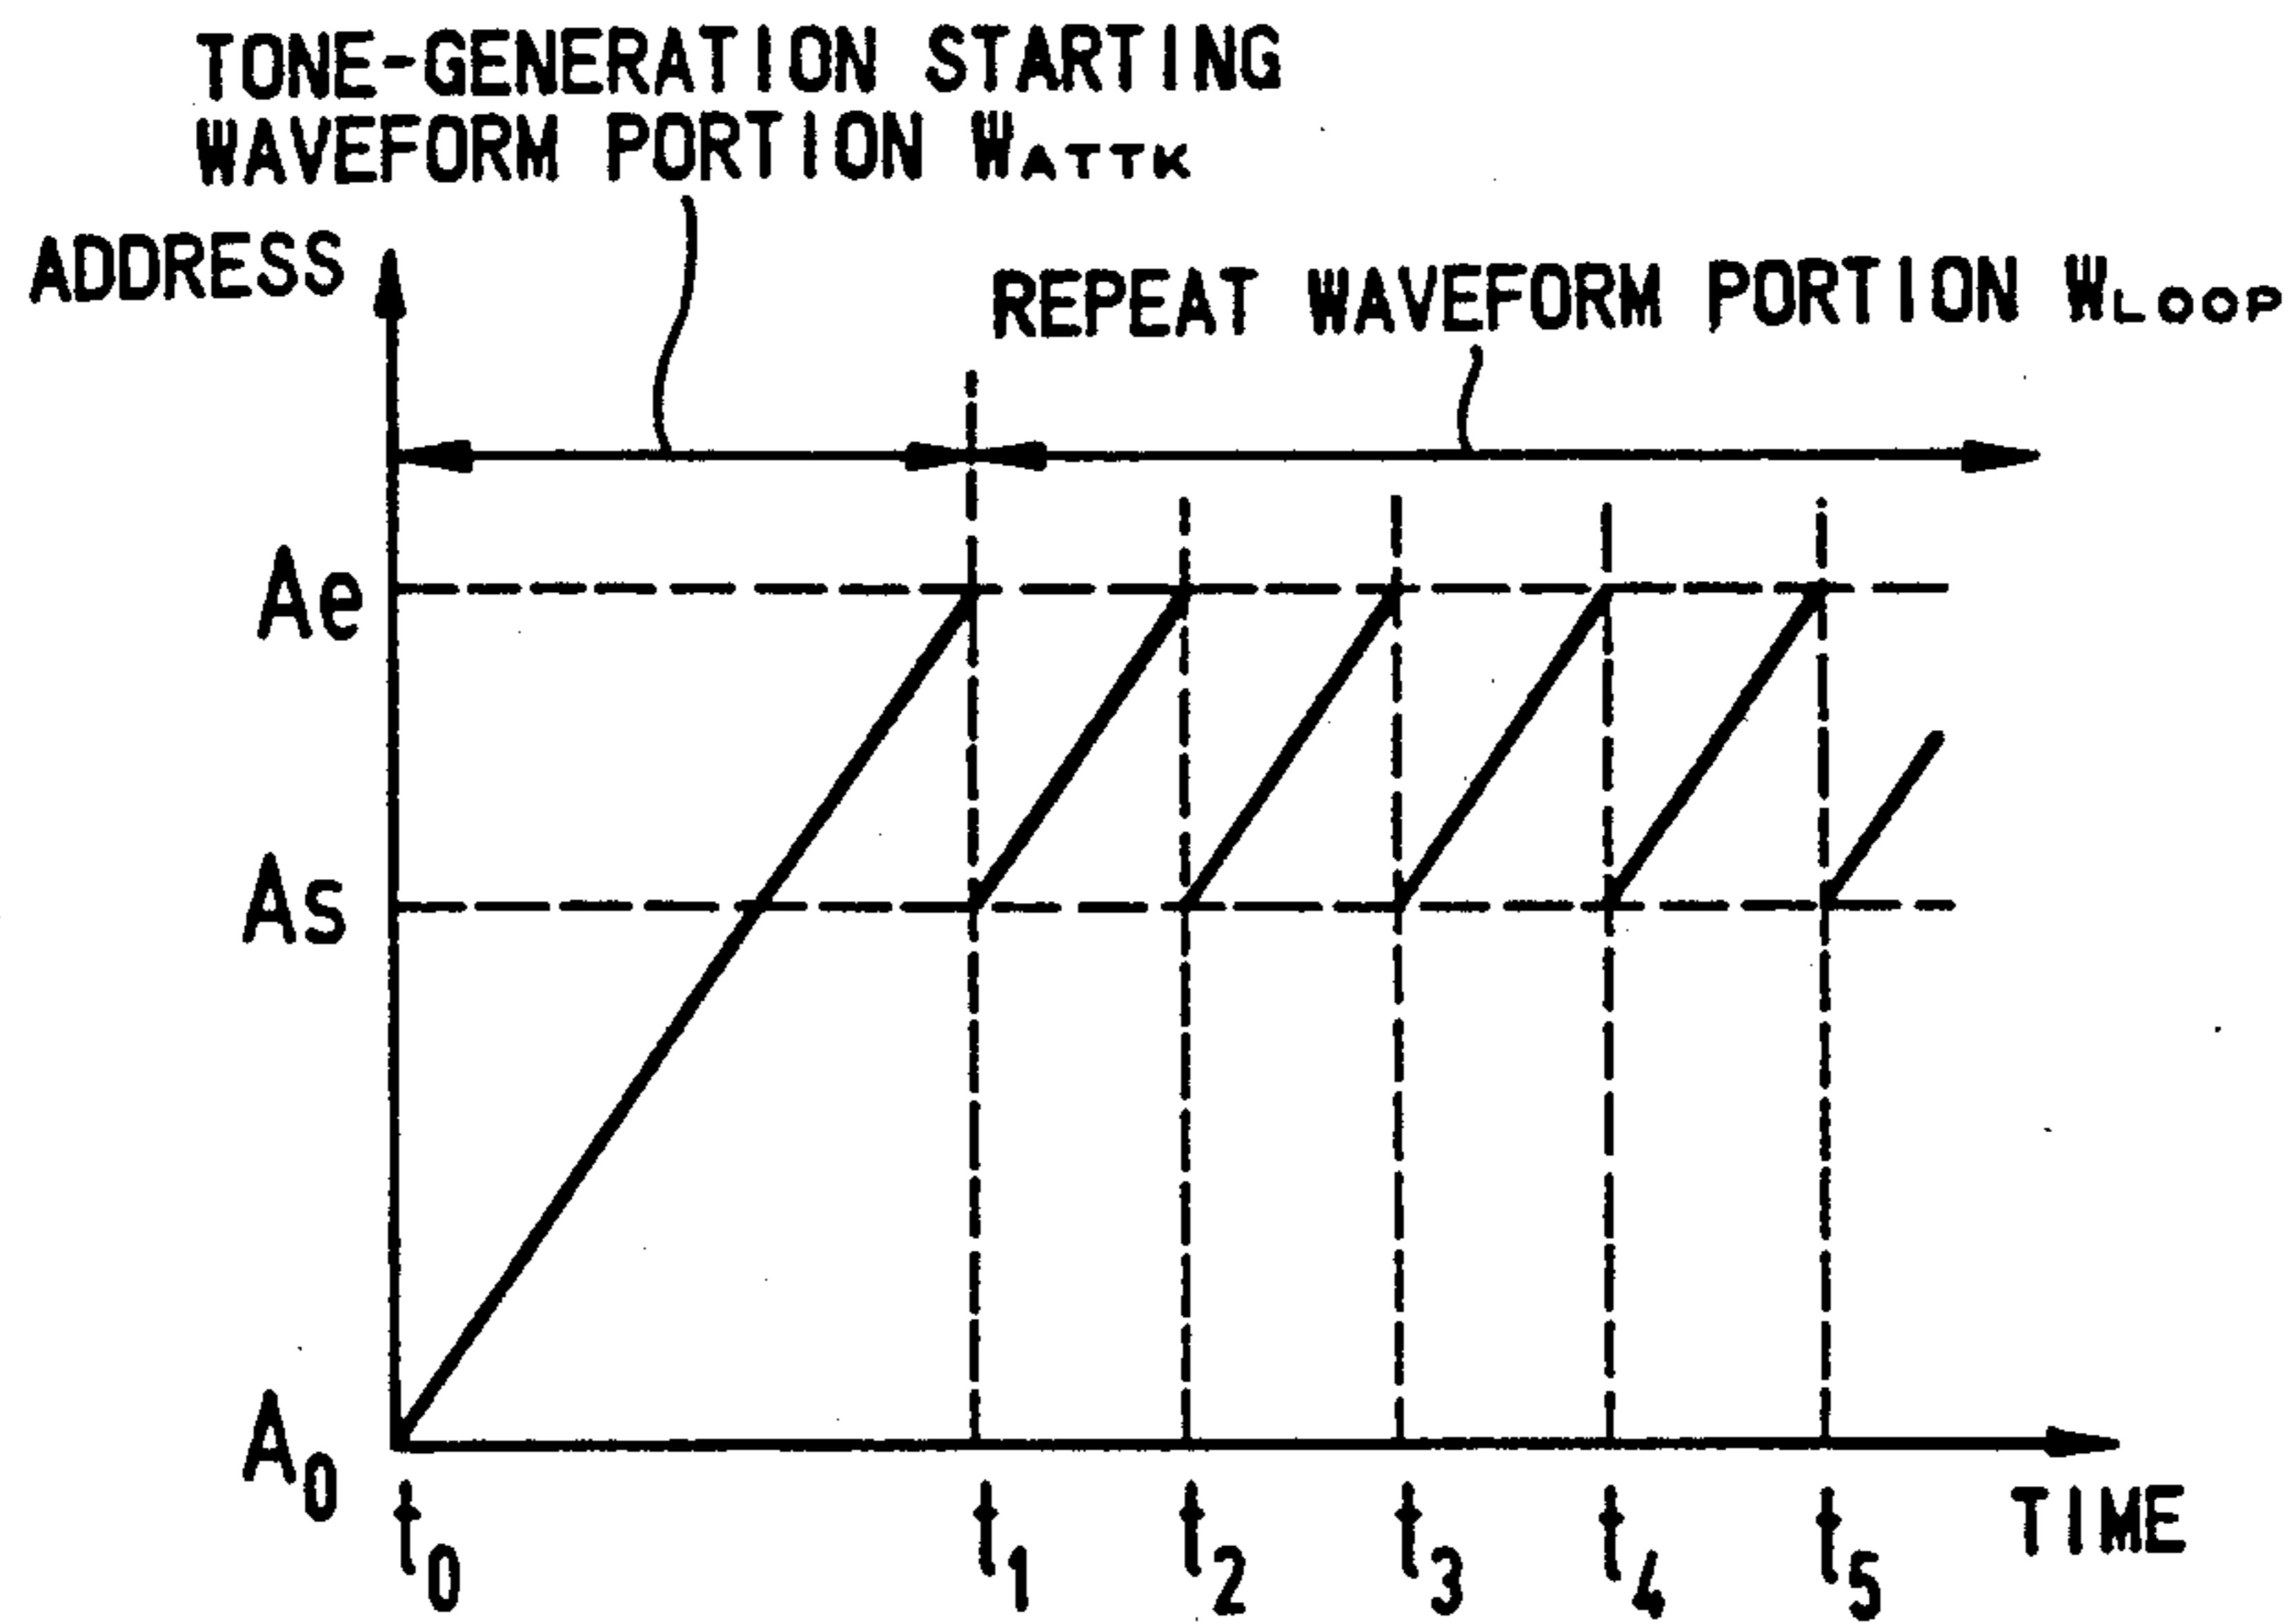 TONE-GENERATION STARTING
WAVEFORM PORTION WATTK
ADDRESS
REPEAT WAVEFORM PORTION WLOOP
Ae
As
A0
t0 t1 t2 t3 t4 t5 TIME